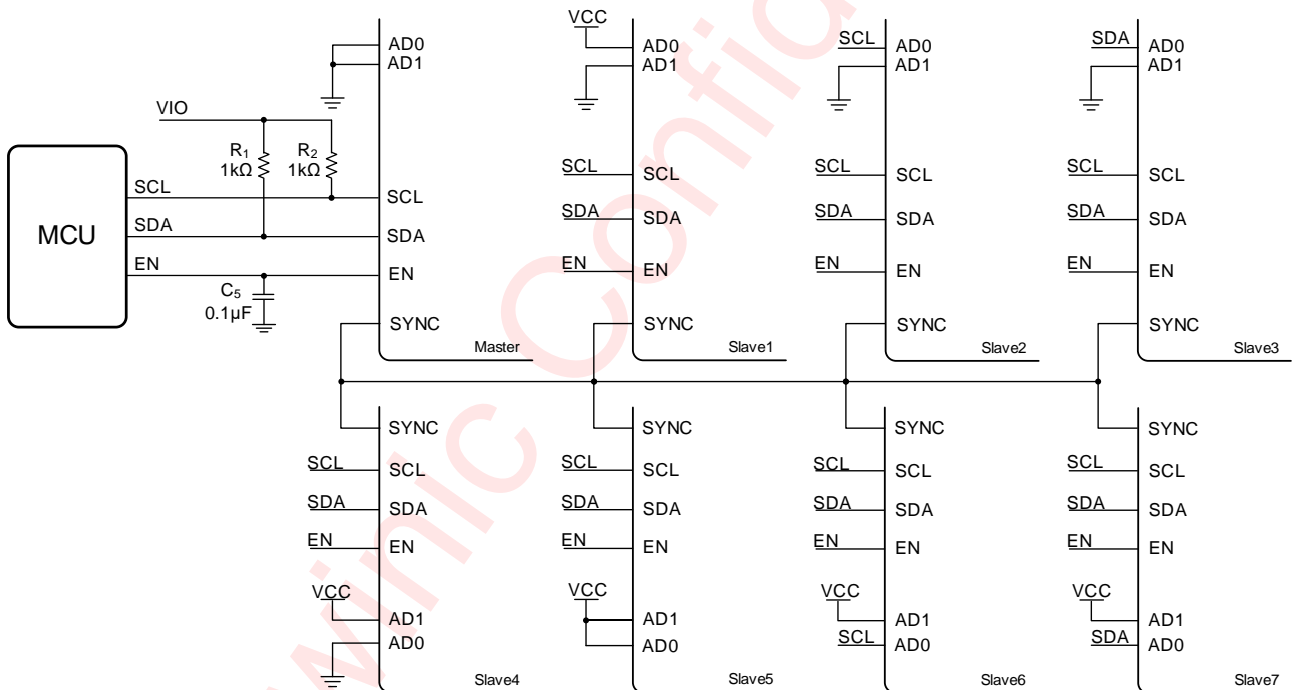 VCC
AD0
AD1
AD0
AD1
SCL
AD0
AD1
SDA
AD0
AD1
VIO
R1
1kΩ
R2
1kΩ
MCU
SCL
SCL
SDA
SDA
EN
EN
C5
0.1µF
SYNC
Master
SCL
SCL
SDA
SDA
EN
EN
SYNC
Slave1
SCL
SCL
SDA
SDA
EN
EN
SYNC
Slave2
SCL
SCL
SDA
SDA
EN
EN
SYNC
Slave3
SYNC
SCL
SCL
SDA
SDA
EN
EN
VCC
AD1
AD0
Slave4
SYNC
SCL
SCL
SDA
SDA
EN
EN
VCC
AD1
AD0
Slave5
SYNC
SCL
SCL
SDA
SDA
EN
EN
VCC
AD1
SCL
AD0
Slave6
SYNC
SCL
SCL
SDA
SDA
EN
EN
VCC
AD1
SDA
AD0
Slave7